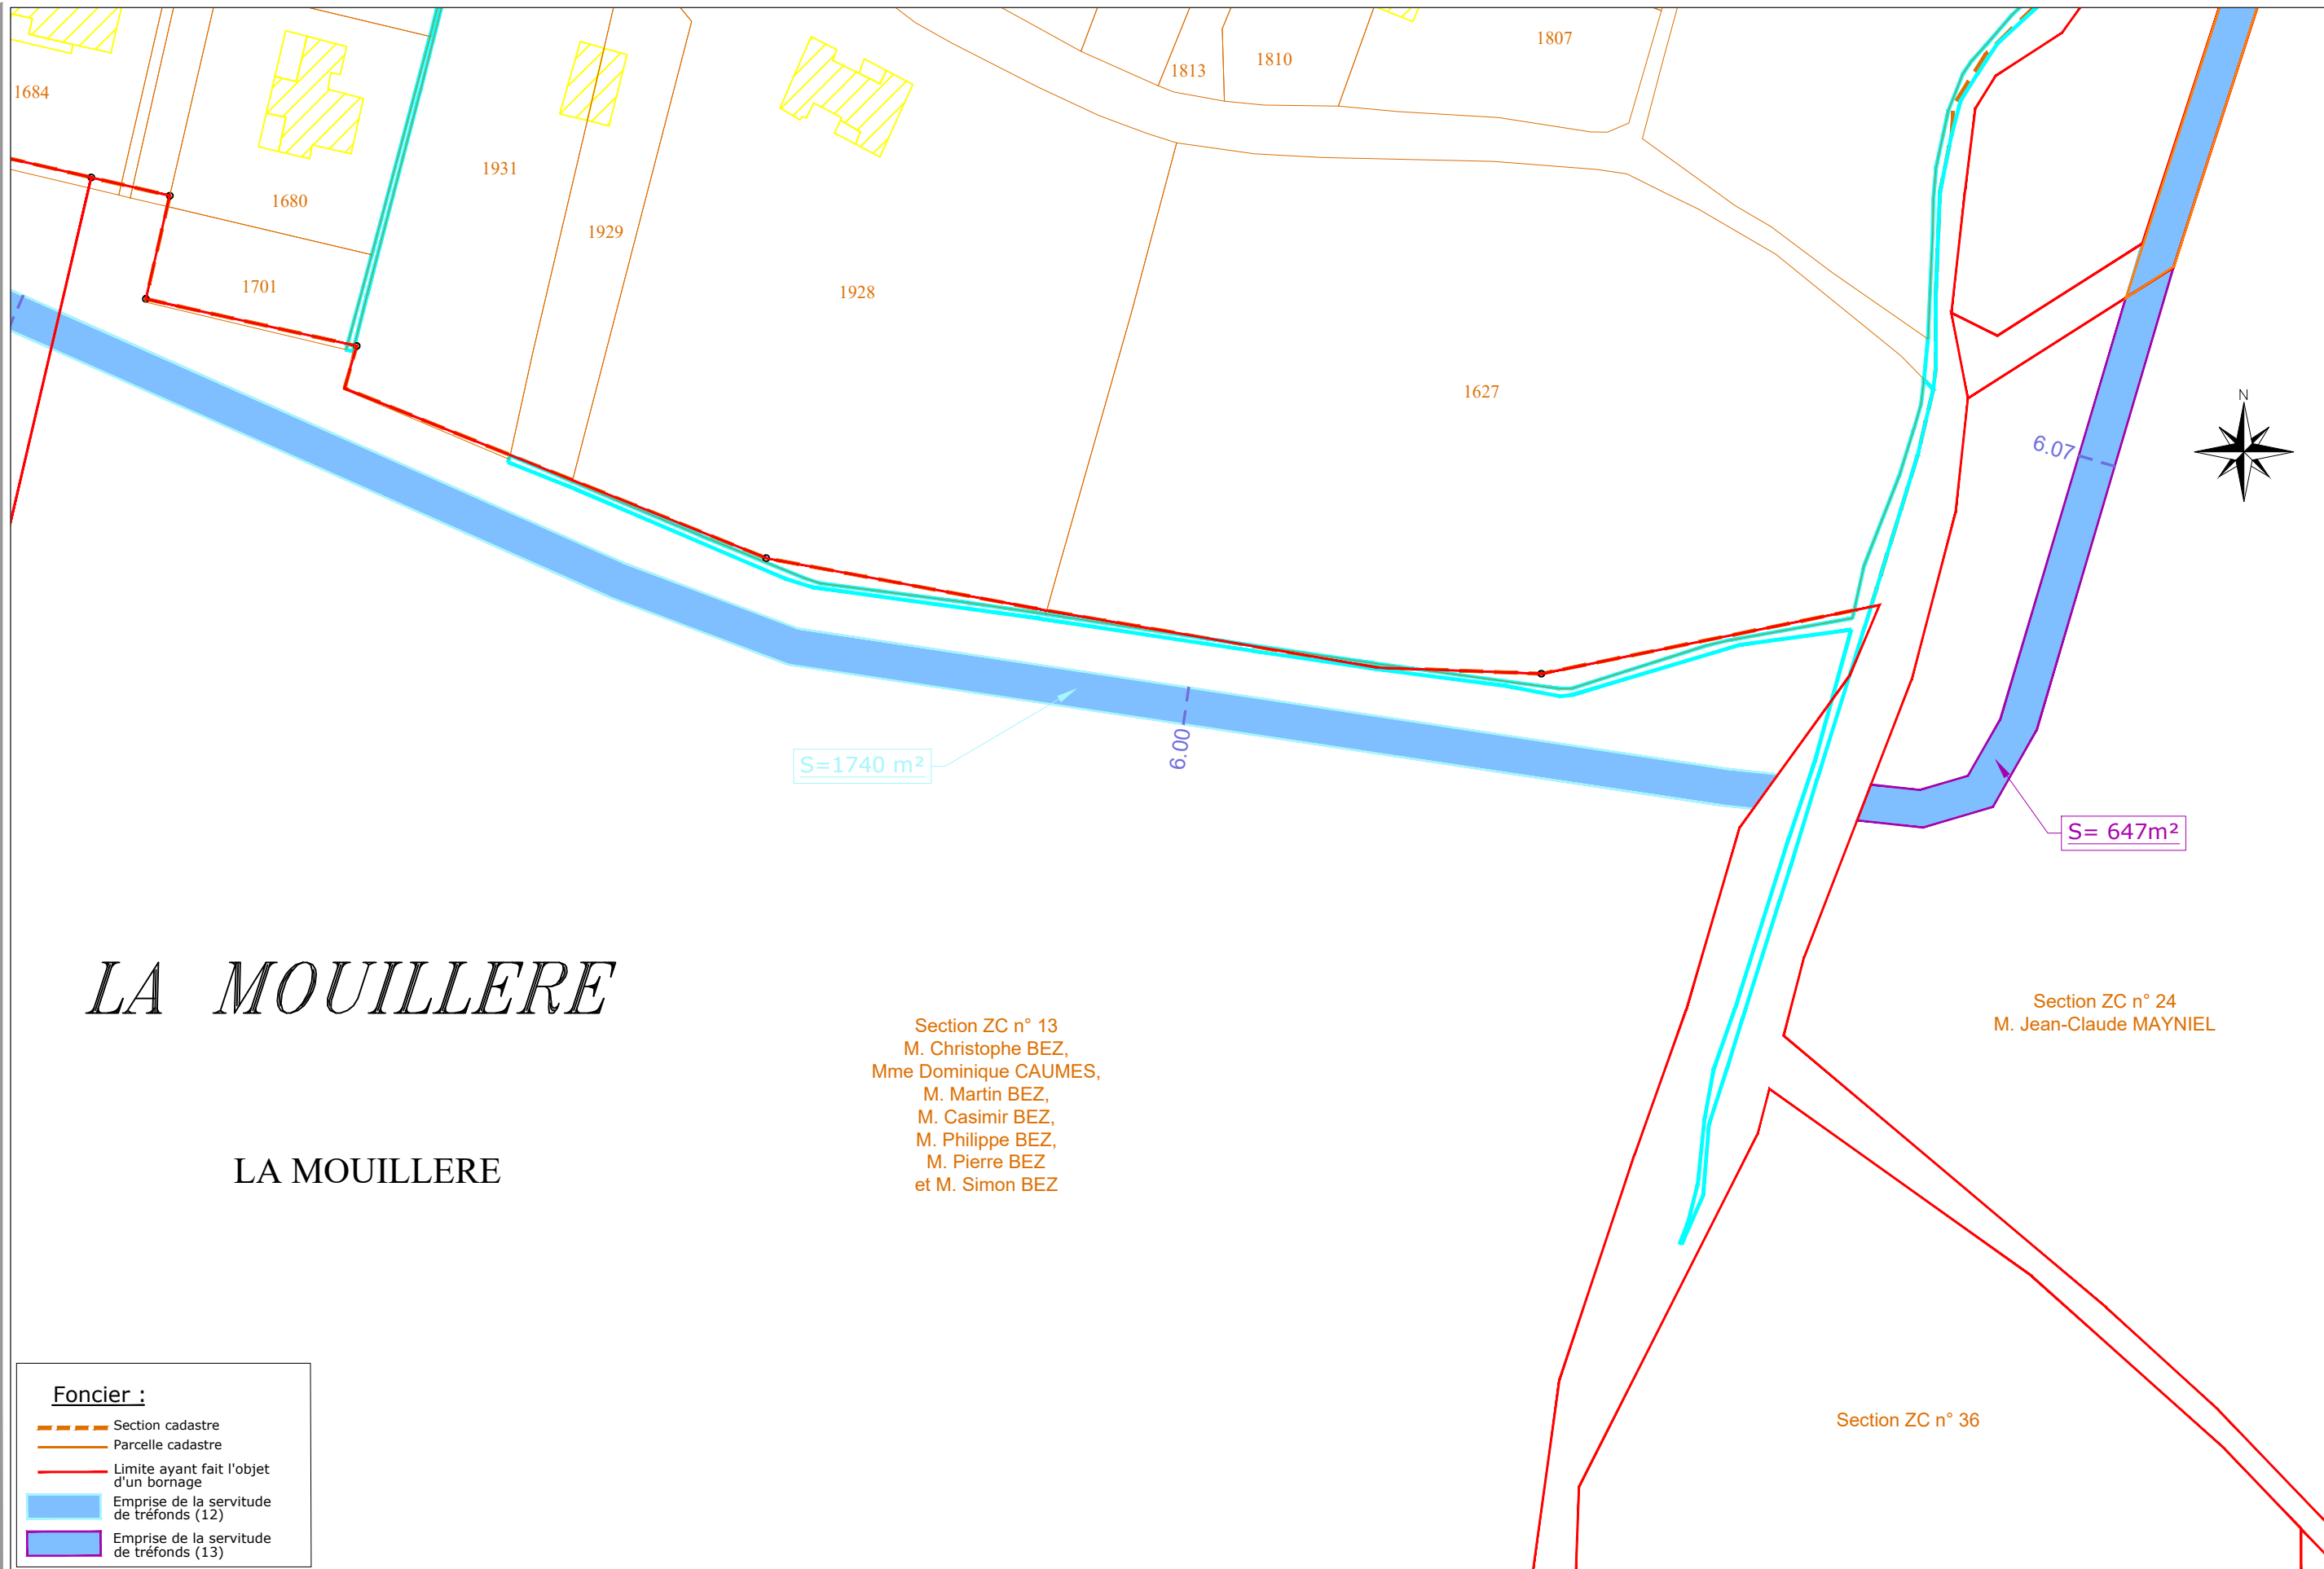 1807
1813
1810
1684
1931
1680
1929
1701
1928
1627
N
6.07
6.00
S=1740 m²
S= 647m²
LA MOUILLERE
LA MOUILLERE
Section ZC n° 13
M. Christophe BEZ,
Mme Dominique CAUMES,
M. Martin BEZ,
M. Casimir BEZ,
M. Philippe BEZ,
M. Pierre BEZ
et M. Simon BEZ
Section ZC n° 24
M. Jean-Claude MAYNIEL
Section ZC n° 36
Foncier :
Section cadastre
Parcelle cadastre
Limite ayant fait l'objet
d'un bornage
Emprise de la servitude
de tréfonds (12)
Emprise de la servitude
de tréfonds (13)